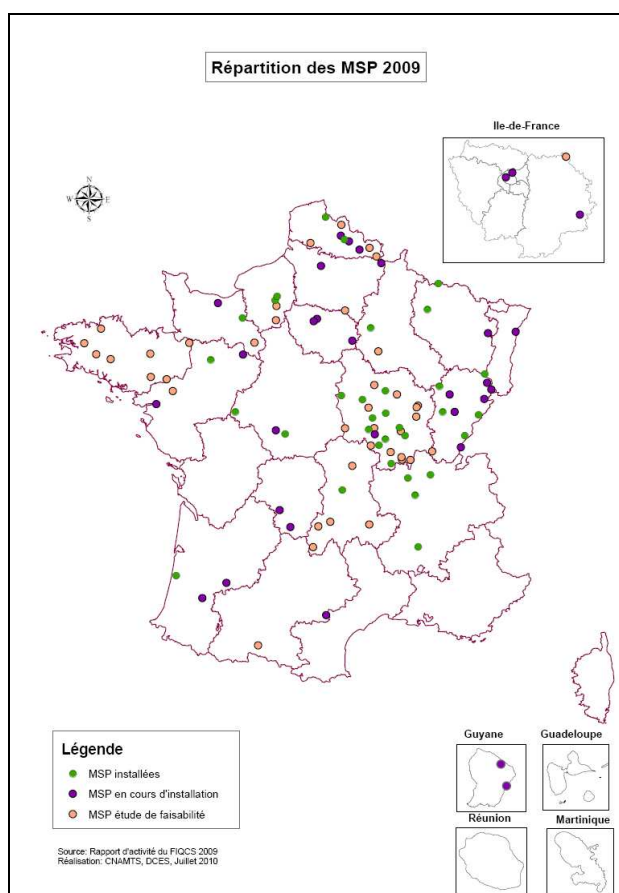 Répartition des MSP 2009
Ile-de-France
N
W
E
S
Guyane
Guadeloupe
Réunion
Martinique
Légende
MSP installées
MSP en cours d'installation
MSP étude de faisabilité
Source: Rapport d'activité du FIQCS 2009
Réalisation: CNAMTS, DCES, Juillet 2010